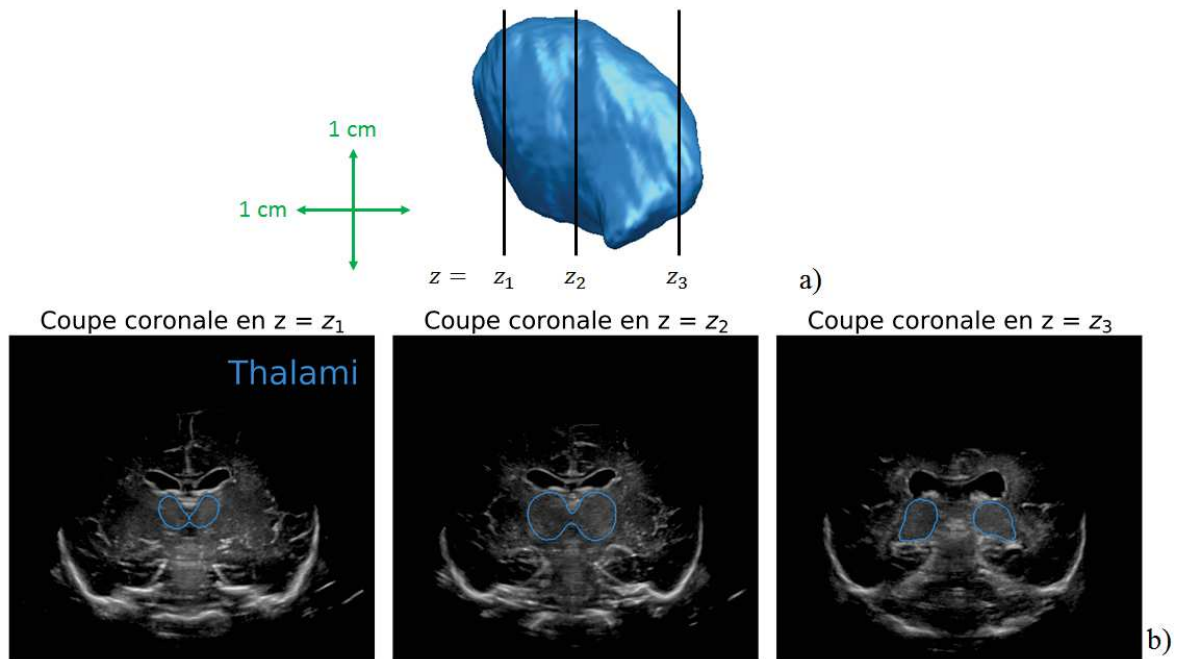 1 cm
1 cm
z = z₁ z₂ z₃
a)
Coupe coronale en z = z₁
Coupe coronale en z = z₂
Coupe coronale en z = z₃
Thalami
b)